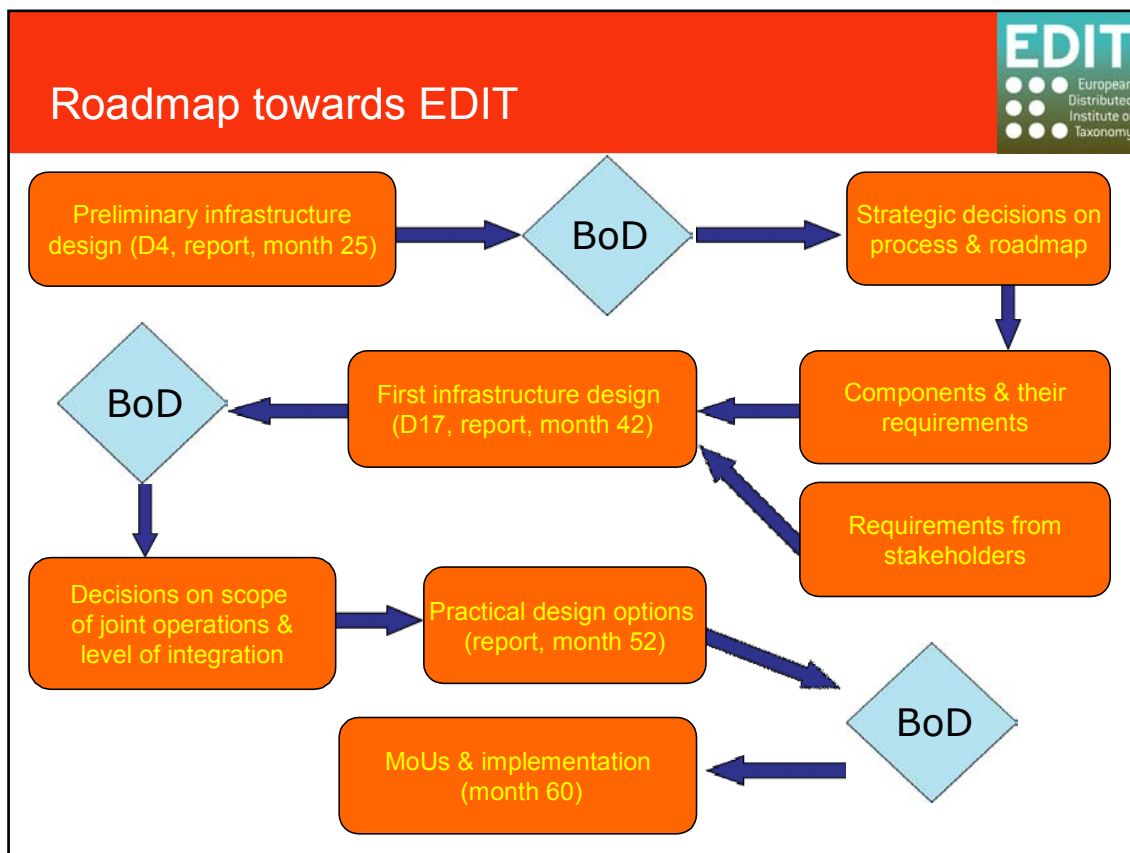 Roadmap towards EDIT
EDIT
European
Distributed
Institute of
Taxonomy
Preliminary infrastructure
design (D4, report, month 25)
BoD
Strategic decisions on
process & roadmap
Components & their
requirements
Requirements from
stakeholders
First infrastructure design
(D17, report, month 42)
BoD
Decisions on scope
of joint operations &
level of integration
Practical design options
(report, month 52)
BoD
MoUs & implementation
(month 60)